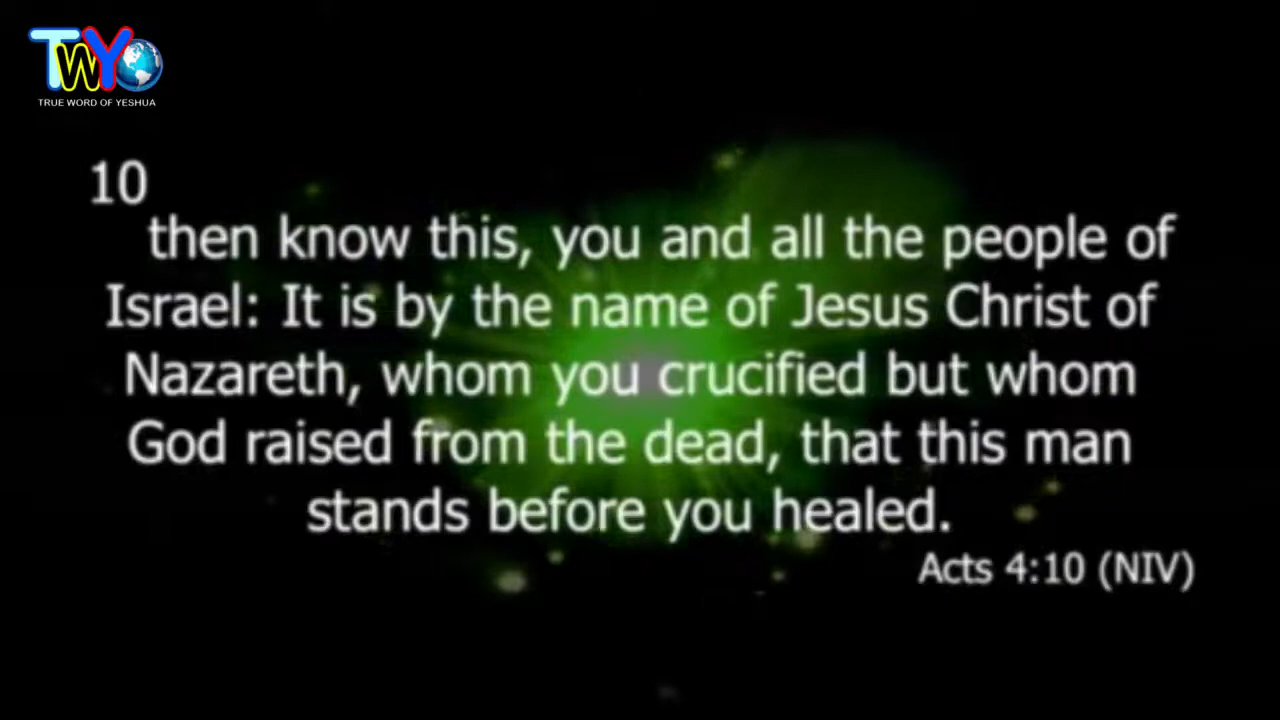 TWY
TRUE WORD OF YESHUA
10
then know this, you and all the people of
Israel: It is by the name of Jesus Christ of
Nazareth, whom you crucified but whom
God raised from the dead, that this man
stands before you healed.
Acts 4:10 (NIV)